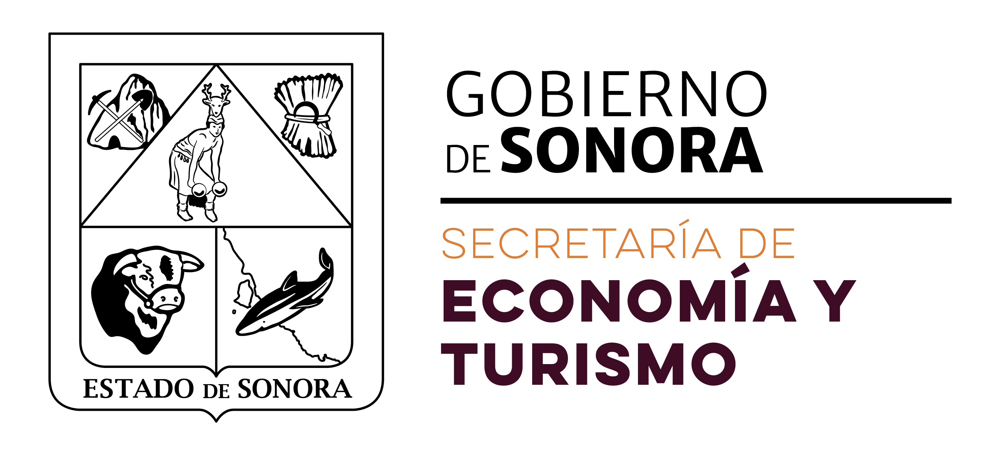 ESTADO DE SONORA
GOBIERNO
DE SONORA
SECRETARÍA DE
ECONOMÍA Y
TURISMO